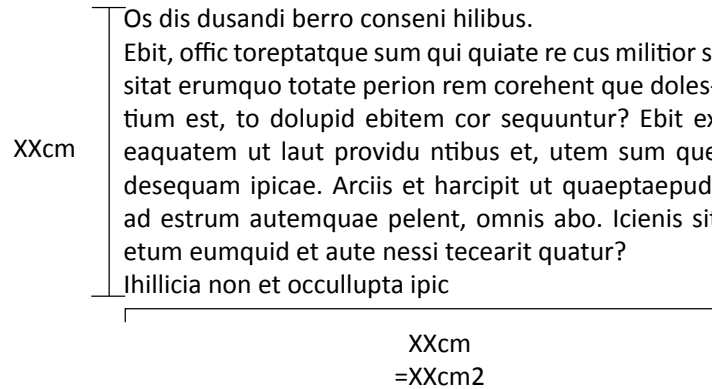 Os dis dusandi berro conseni hilibus.
Ebit, offic toreptatque sum qui quiate re cus militior s
sitat erumquo totate perion rem corehent que doles-
tium est, to dolupid ebitem cor sequuntur? Ebit ex
eaquatem ut laut providu ntibus et, utem sum que
desequam ipicae. Arciis et harcipit ut quaeptaepud
ad estrum autemquae pelent, omnis abo. Icienis sit
etum eumquid et aute nessi tecearit quatur?
Ihillicia non et occullupta ipic
XXcm
XXcm
=XXcm2